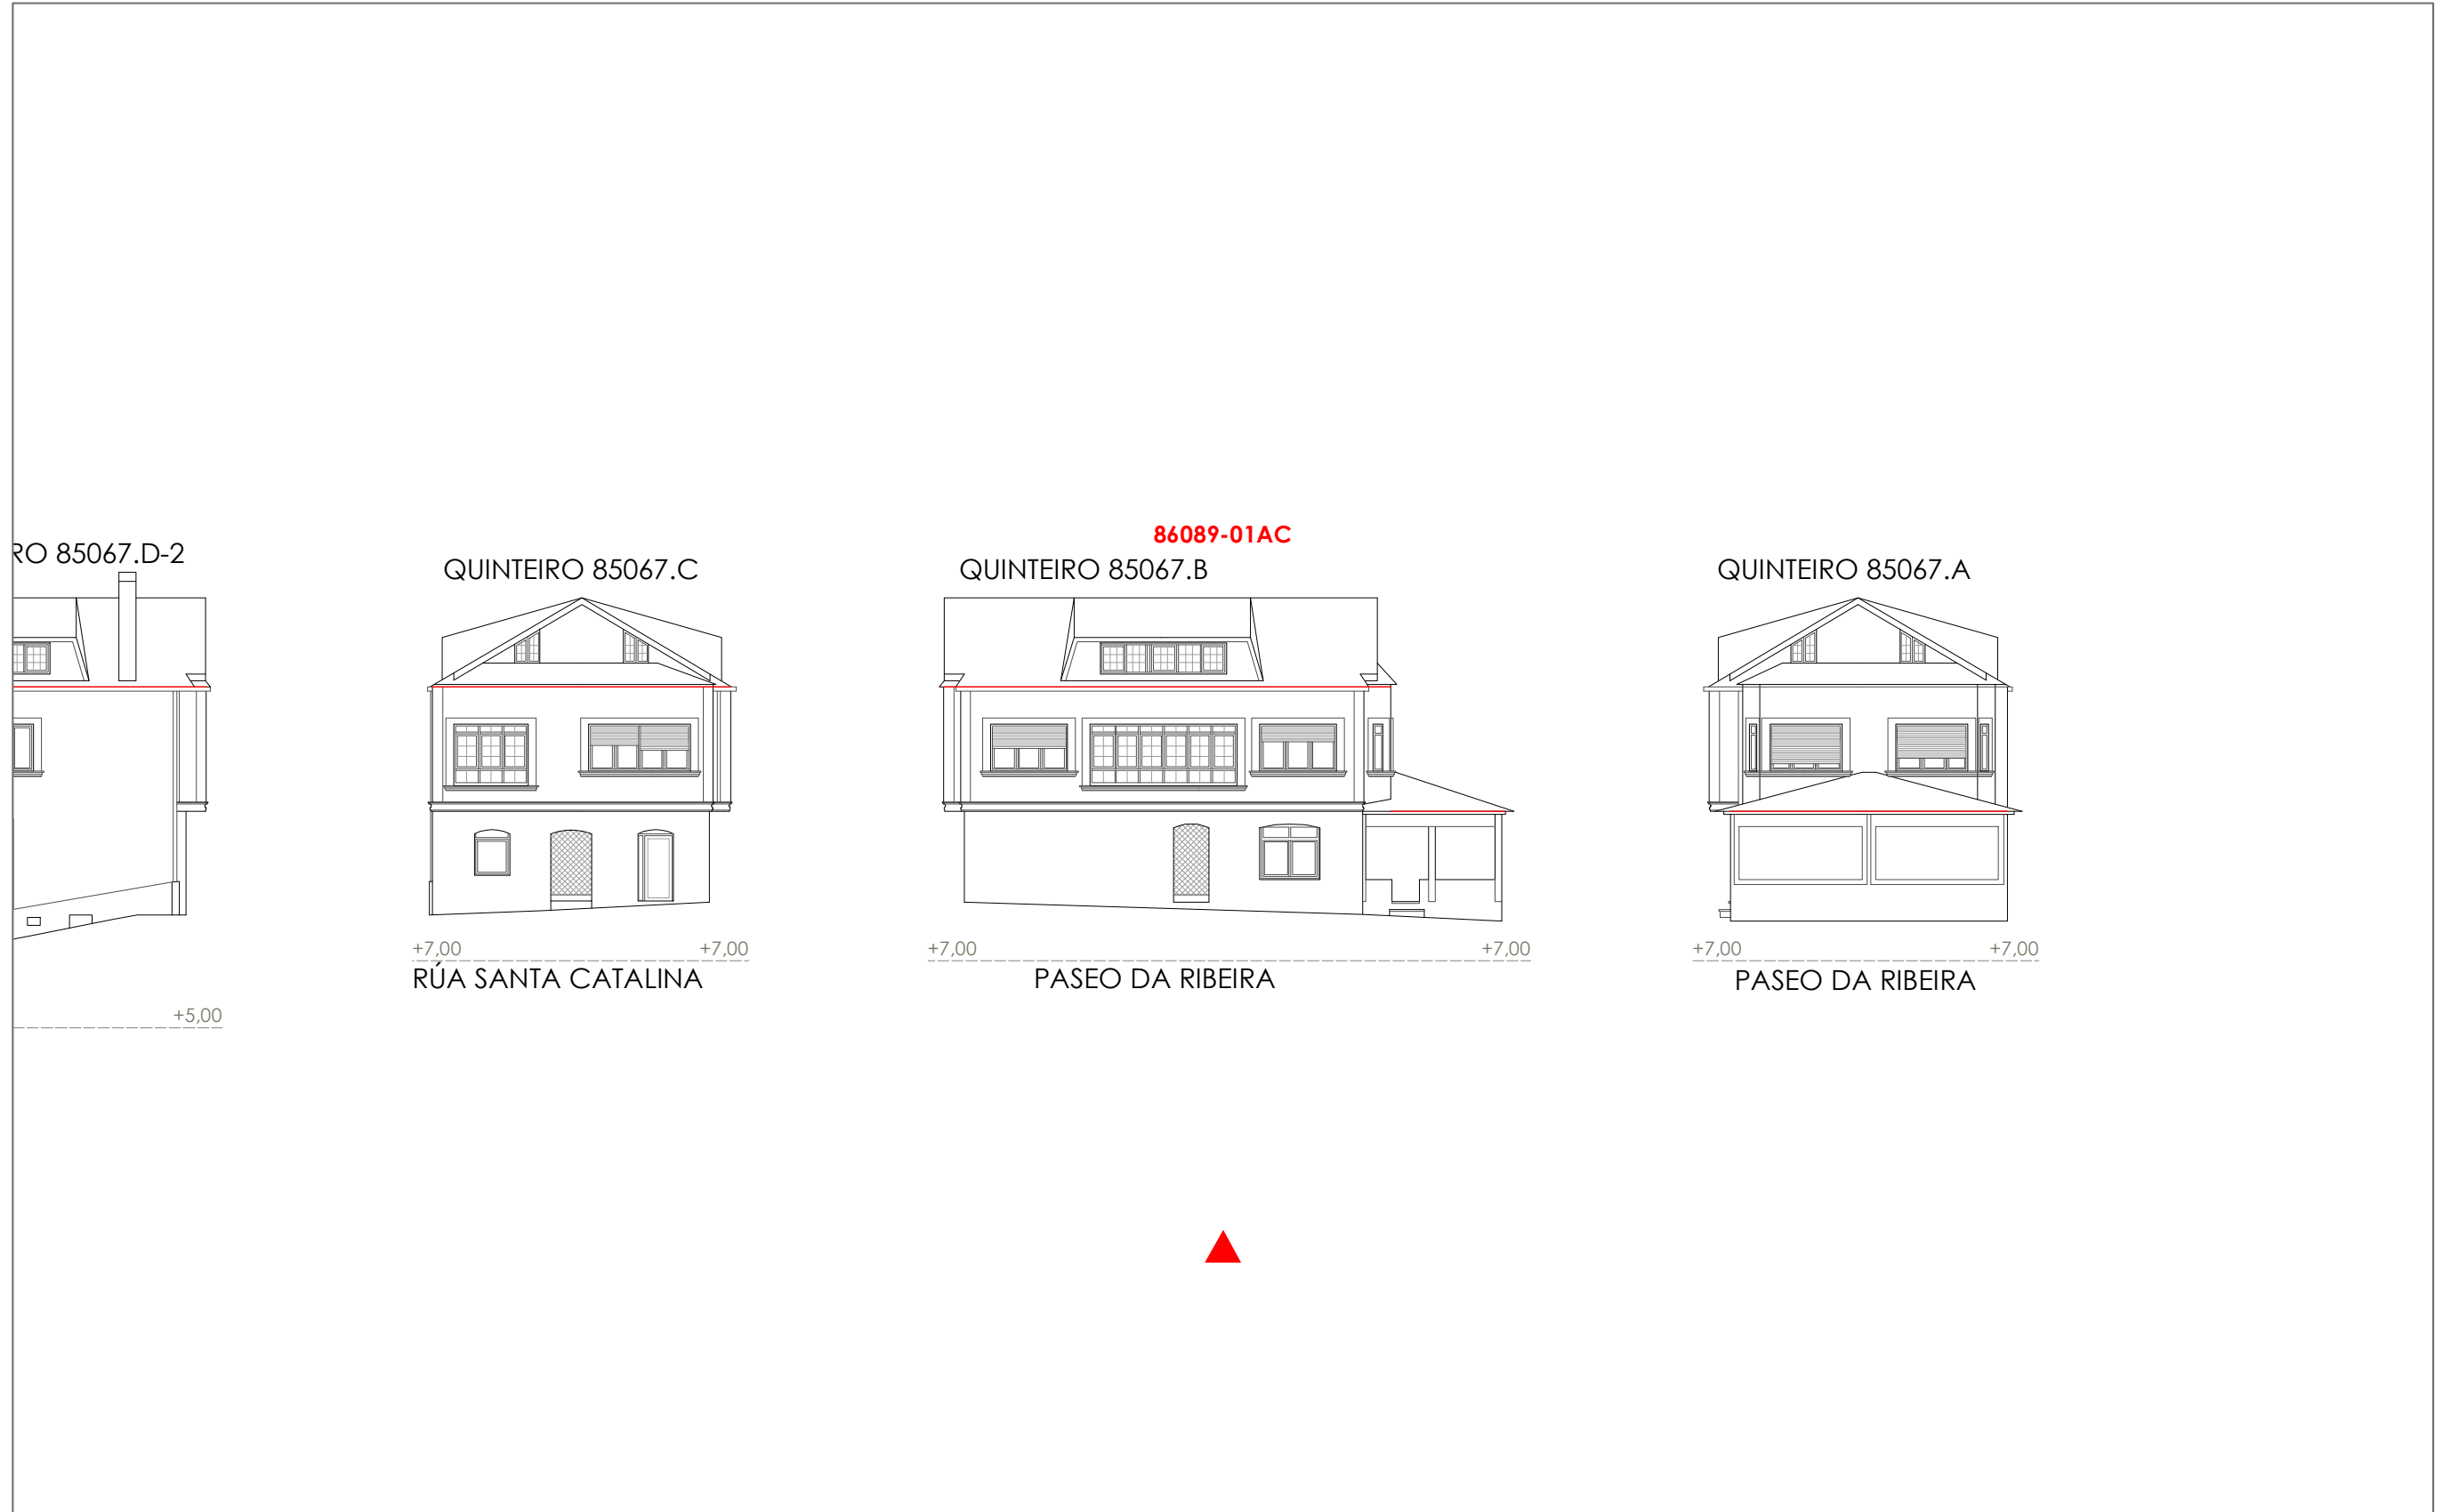 86089-01AC
RO 85067.D-2
QUINTEIRO 85067.C
QUINTEIRO 85067.B
QUINTEIRO 85067.A
+7,00 +7,00
RÚA SANTA CATALINA
+7,00 +7,00
PASEO DA RIBEIRA
+7,00 +7,00
PASEO DA RIBEIRA
+5,00